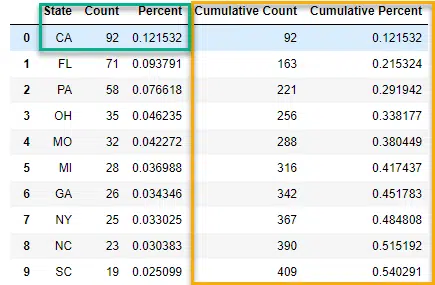 State Count Percent Cumulative Count Cumulative Percent
0 CA 92 0.121532 92 0.121532
1 FL 71 0.093791 163 0.215324
2 PA 58 0.076618 221 0.291942
3 OH 35 0.046235 256 0.338177
4 MO 32 0.042272 288 0.380449
5 MI 28 0.036988 316 0.417437
6 GA 26 0.034346 342 0.451783
7 NY 25 0.033025 367 0.484808
8 NC 23 0.030383 390 0.515192
9 SC 19 0.025099 409 0.540291